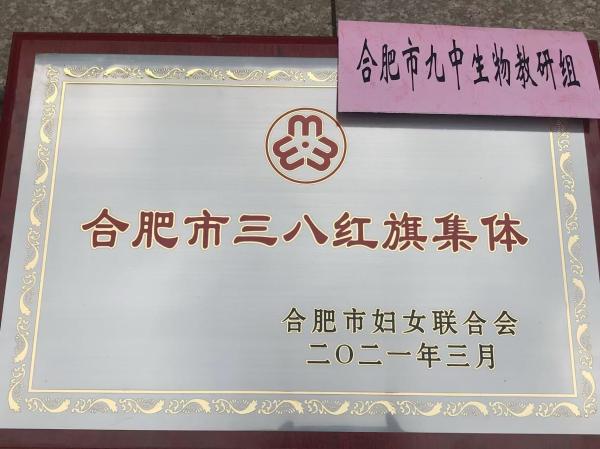 合肥市九中生物教研组
合肥市三八红旗集体
合肥市妇女联合会
二〇二一年三月